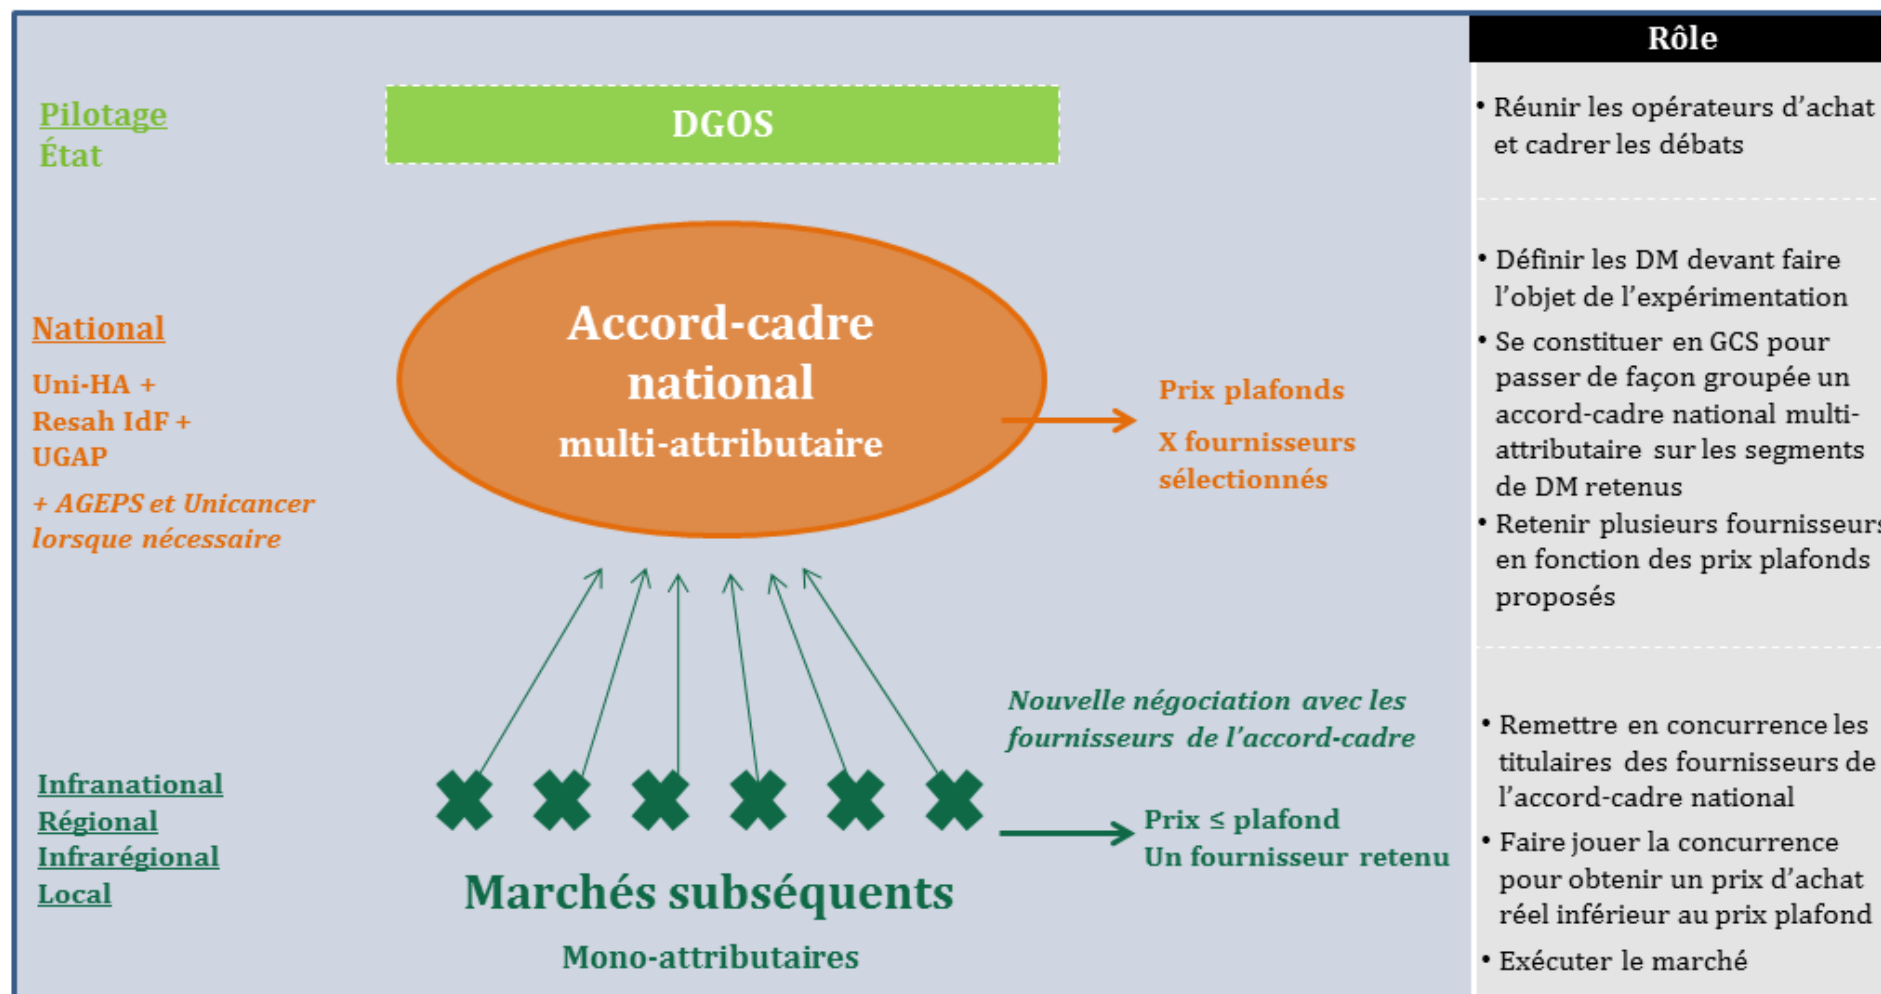 Rôle
Pilotage
État
DGOS
• Réunir les opérateurs d’achat
et cadrer les débats
National
Uni-HA +
Resah IdF +
UGAP
+ AGEPS et Unicancer
lorsque nécessaire
Accord-cadre
national
multi-attributaire
Prix plafonds
X fournisseurs
sélectionnés
• Définir les DM devant faire
l’objet de l’expérimentation
• Se constituer en GCS pour
passer de façon groupée un
accord-cadre national multi-
attributaire sur les segments
de DM retenus
• Retenir plusieurs fournisseurs
en fonction des prix plafonds
proposés
Infranational
Régional
Infrarégional
Local
Nouvelle négociation avec les
fournisseurs de l’accord-cadre
Prix ≤ plafond
Un fournisseur retenu
Marchés subséquents
Mono-attributaires
• Remettre en concurrence les
titulaires des fournisseurs de
l’accord-cadre national
• Faire jouer la concurrence
pour obtenir un prix d’achat
réel inférieur au prix plafond
• Exécuter le marché